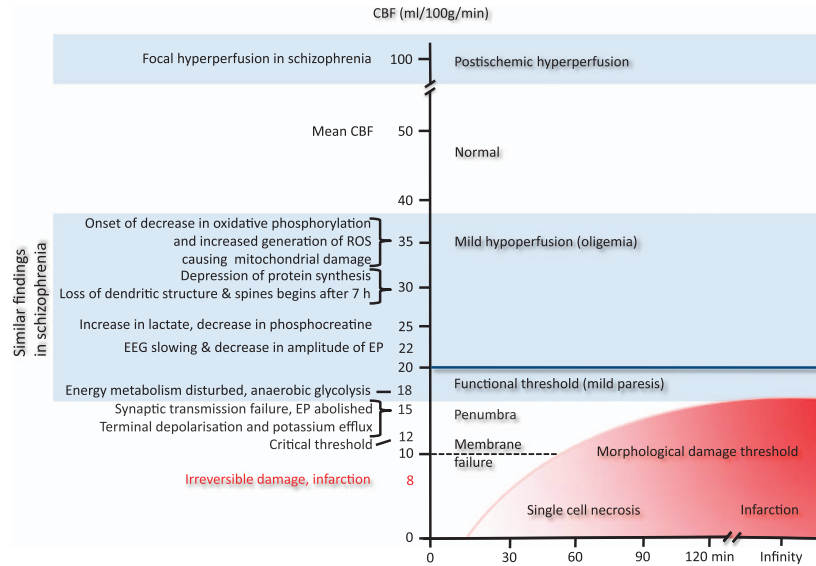 CBF (ml/100g/min)
Focal hyperperfusion in schizophrenia
100
Postischemic hyperperfusion
Mean CBF
50
Normal
40
Similar findings
in schizophrenia
Onset of decrease in oxidative phosphorylation
and increased generation of ROS
causing mitochondrial damage
35
Mild hypoperfusion (oligemia)
Depression of protein synthesis
Loss of dendritic structure & spines begins after 7 h
30
Increase in lactate, decrease in phosphocreatine
25
EEG slowing & decrease in amplitude of EP
22
20
Energy metabolism disturbed, anaerobic glycolysis
18
Functional threshold (mild paresis)
Synaptic transmission failure, EP abolished
Terminal depolarisation and potassium efflux
15
Penumbra
Critical threshold
12
10
Membrane
failure
Morphological damage threshold
Irreversible damage, infarction
8
Single cell necrosis
Infarction
0
0
30
60
90
120 min
Infinity